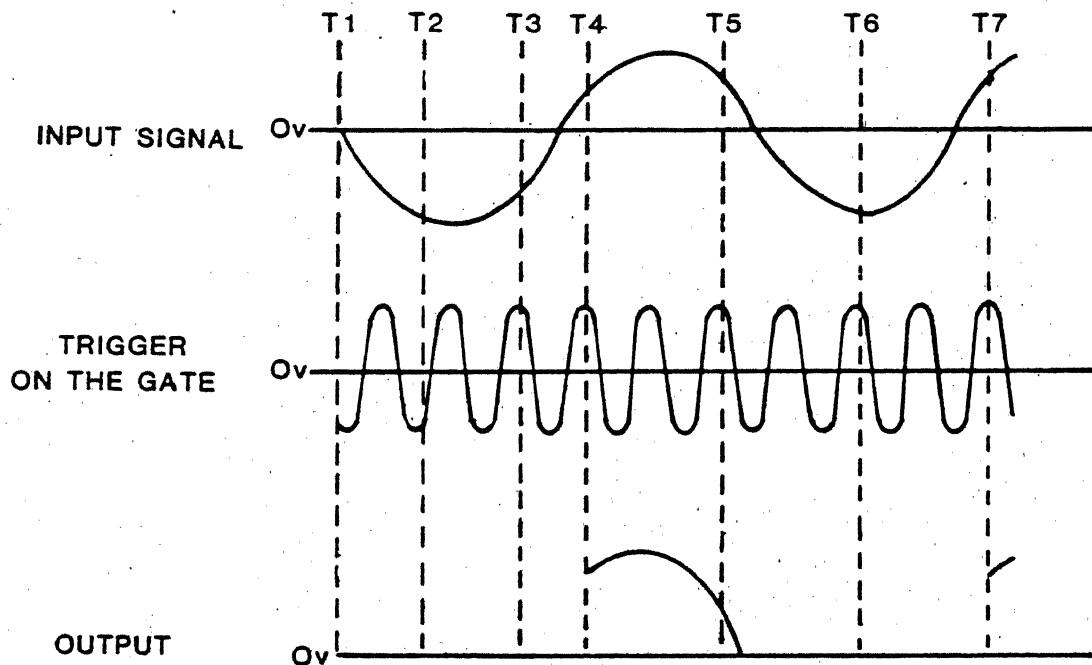 T1 T2 T3 T4 T5 T6 T7
INPUT SIGNAL Ov
TRIGGER
ON THE GATE Ov
OUTPUT Ov